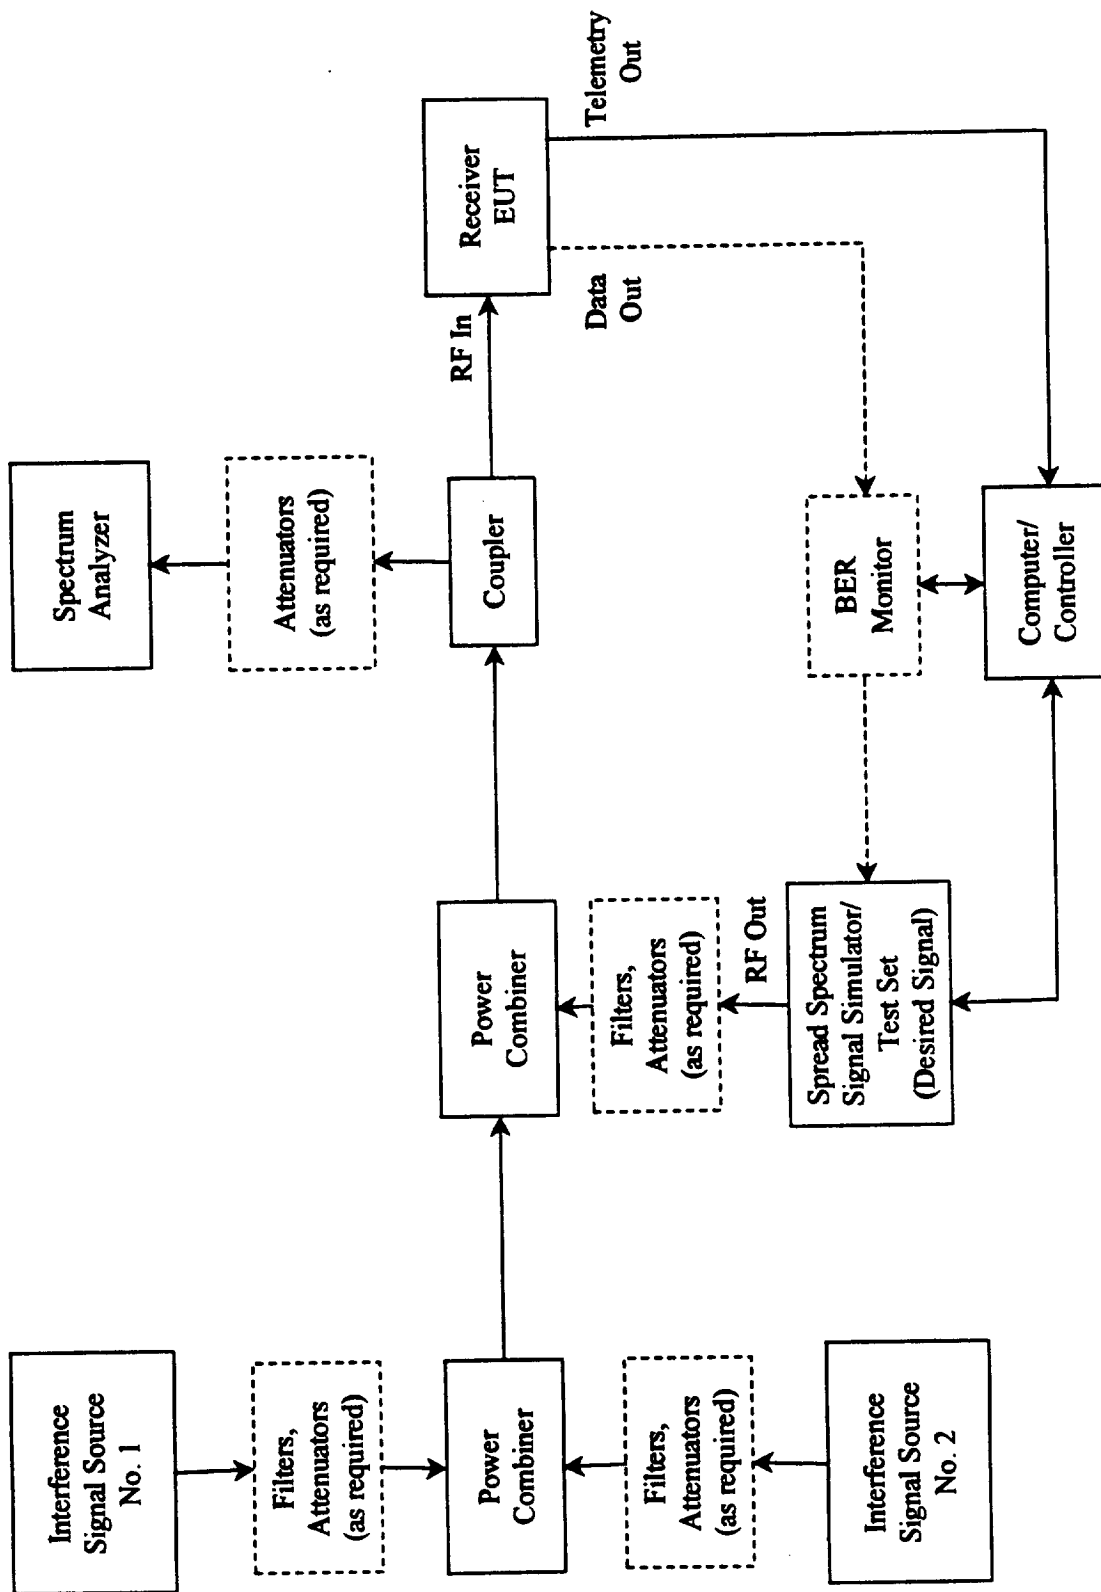 Interference
Signal Source
No. 1
Filters,
Attenuators
(as required)
Power
Combiner
Filters,
Attenuators
(as required)
Interference
Signal Source
No. 2
Power
Combiner
Filters,
Attenuators
(as required)
RF Out
Spread Spectrum
Signal Simulator/
Test Set
(Desired Signal)
Spectrum
Analyzer
Attenuators
(as required)
Coupler
RF In
Receiver
EUT
Data
Out
Telemetry
Out
BER
Monitor
Computer/
Controller